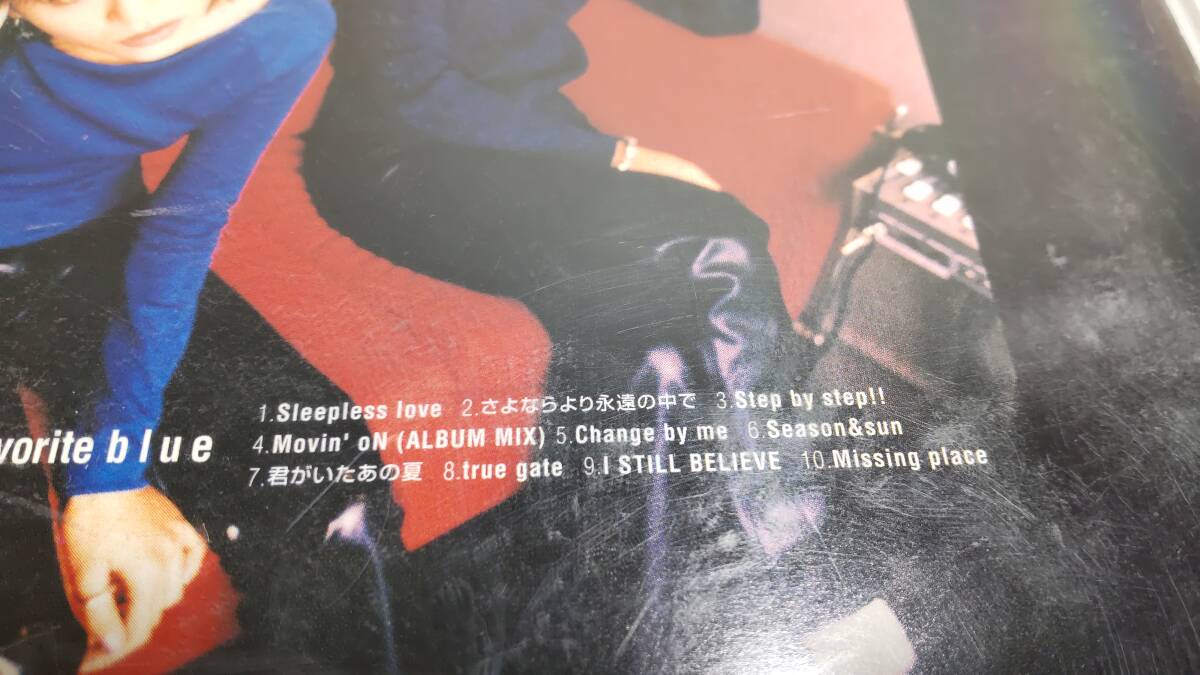 1.Sleepless love 2.さよならより永遠の中で 3.Step by step!!
vorite blue 4.Movin' oN (ALBUM MIX) 5.Change by me 6.Season&sun
7.君がいたあの夏 8.true gate 9.I STILL BELIEVE 10.Missing place